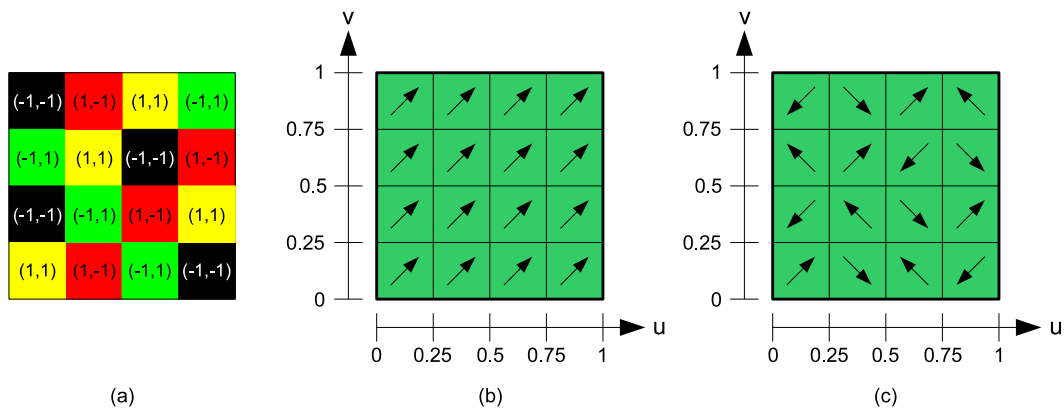 (-1,-1) (1,-1) (1,1) (-1,1)
(-1,1) (1,1) (-1,-1) (1,-1)
(-1,-1) (-1,1) (1,-1) (1,1)
(1,1) (1,-1) (-1,1) (-1,-1)
(a)
v
1
0.75
0.5
0.25
0
0 0.25 0.5 0.75 1
u
(b)
v
1
0.75
0.5
0.25
0
0 0.25 0.5 0.75 1
u
(c)